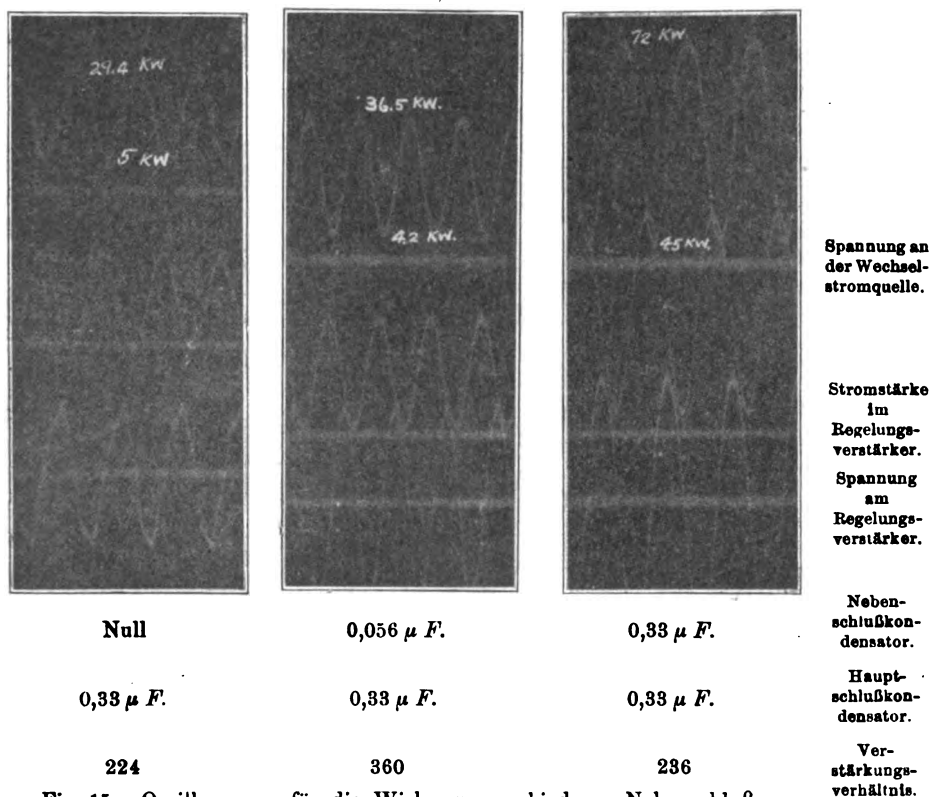 29.4 KW
5 KW
36.5 KW.
4.2 KW.
72 KW
45 KW.
Spannung an
der Wechsel-
stromquelle.
Stromstärke
im
Regelungs-
verstärker.
Spannung
am
Regelungs-
verstärker.
Null 0,056 μ F. 0,33 μ F. Neben-
schlußkon-
densator.
0,33 μ F. 0,33 μ F. 0,33 μ F. Haupt-
schlußkon-
densator.
224 360 236 Ver-
stärkungs-
verhältnis.
für die